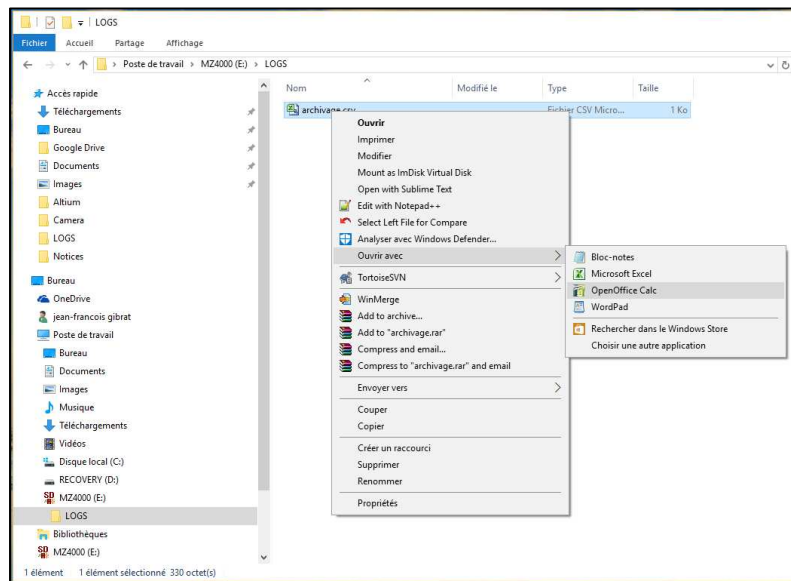 LOGS
Fichier Accueil Partage Affichage
Poste de travail > MZ4000 (E:) > LOGS
Nom Modifié le Type Taille
archivage.csv Fichier CSV Micro... 1 Ko
Accès rapide
Téléchargements
Bureau
Google Drive
Documents
Images
Altium
Camera
LOGS
Notices
Bureau
OneDrive
jean-francois gibrat
Poste de travail
Bureau
Documents
Images
Musique
Téléchargements
Vidéos
Disque local (C:)
RECOVERY (D:)
MZ4000 (E:)
LOGS
Bibliothèques
MZ4000 (E:)
Ouvrir
Imprimer
Modifier
Mount as ImDisk Virtual Disk
Open with Sublime Text
Edit with Notepad++
Select Left File for Compare
Analyser avec Windows Defender...
Ouvrir avec
TortoiseSVN
WinMerge
Add to archive...
Add to "archivage.rar"
Compress and email...
Compress to "archivage.rar" and email
Envoyer vers
Couper
Copier
Créer un raccourci
Supprimer
Renommer
Propriétés
Bloc-notes
Microsoft Excel
OpenOffice Calc
WordPad
Rechercher dans le Windows Store
Choisir une autre application
1 élément 1 élément sélectionné 330 octet(s)